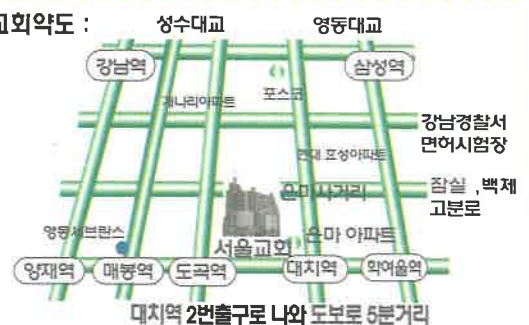 교회약도 :
성수대교 영동대교
강남역 삼성역
개나리아파트 포스코
강남경찰서
면허시험장
현대 효성아파트
은마사거리 잠실 ,백제
고분로
영동세브란스
서울교회 은마 아파트
양재역 매봉역 도곡역 대치역 학여울역
대치역 2번출구로 나와 도보로 5분거리